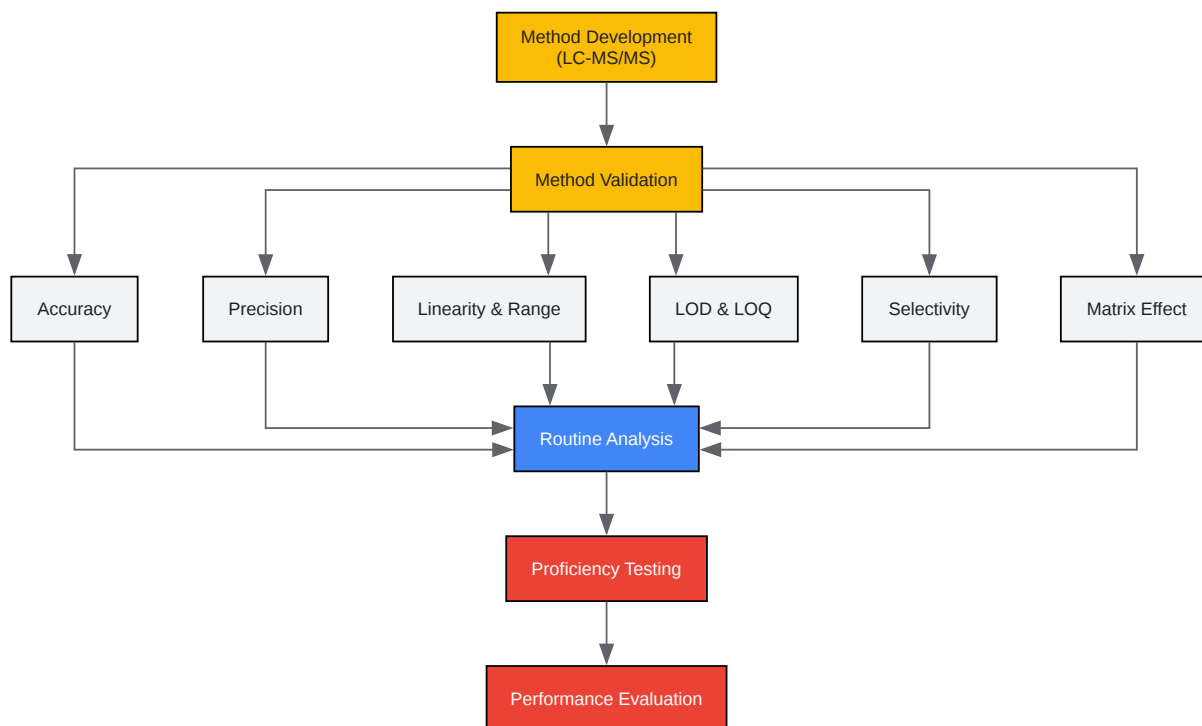 Method Development
(LC-MS/MS)
Method Validation
Accuracy
Precision
Linearity & Range
LOD & LOQ
Selectivity
Matrix Effect
Routine Analysis
Proficiency Testing
Performance Evaluation